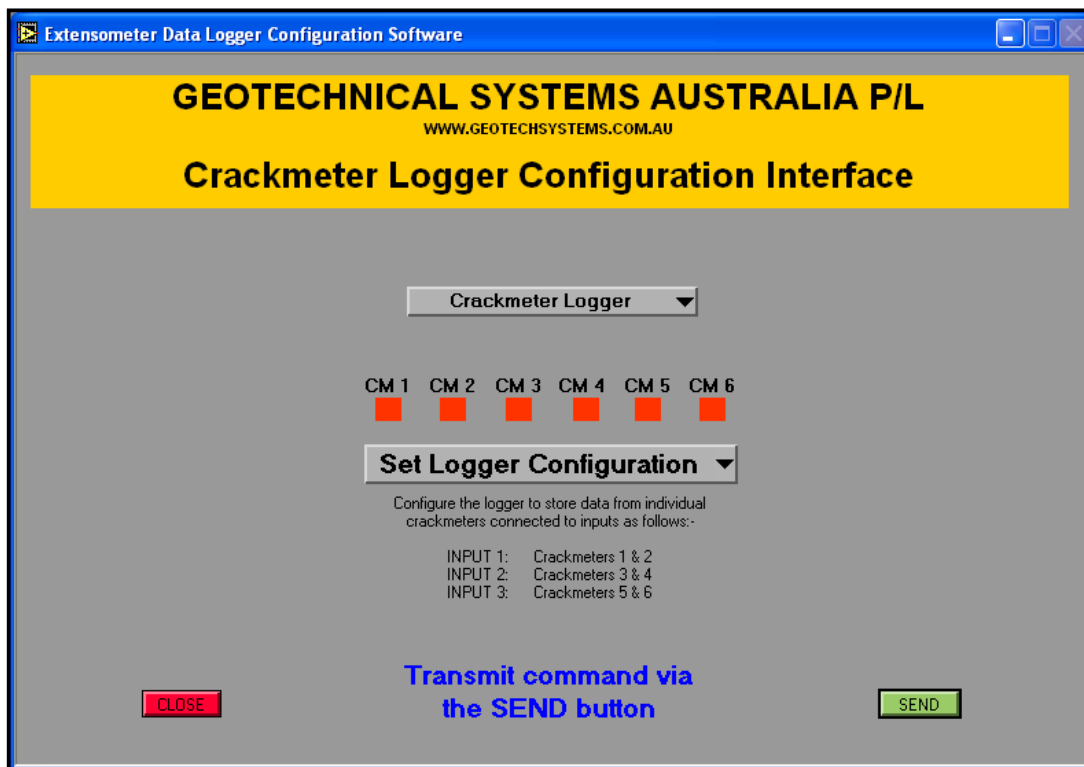 Extensometer Data Logger Configuration Software
GEOTECHNICAL SYSTEMS AUSTRALIA P/L
WWW.GEOTECHSYSTEMS.COM.AU
Crackmeter Logger Configuration Interface
Crackmeter Logger
CM 1 CM 2 CM 3 CM 4 CM 5 CM 6
Set Logger Configuration
Configure the logger to store data from individual
crackmeters connected to inputs as follows:-
INPUT 1: Crackmeters 1 & 2
INPUT 2: Crackmeters 3 & 4
INPUT 3: Crackmeters 5 & 6
Transmit command via
the SEND button
CLOSE
SEND